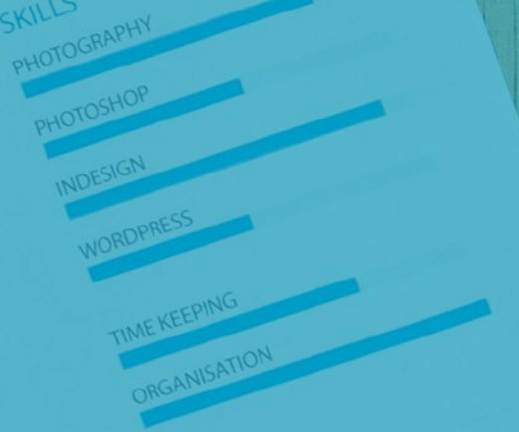 SKILLS
PHOTOGRAPHY
PHOTOSHOP
INDESIGN
WORDPRESS
TIME KEEPING
ORGANISATION